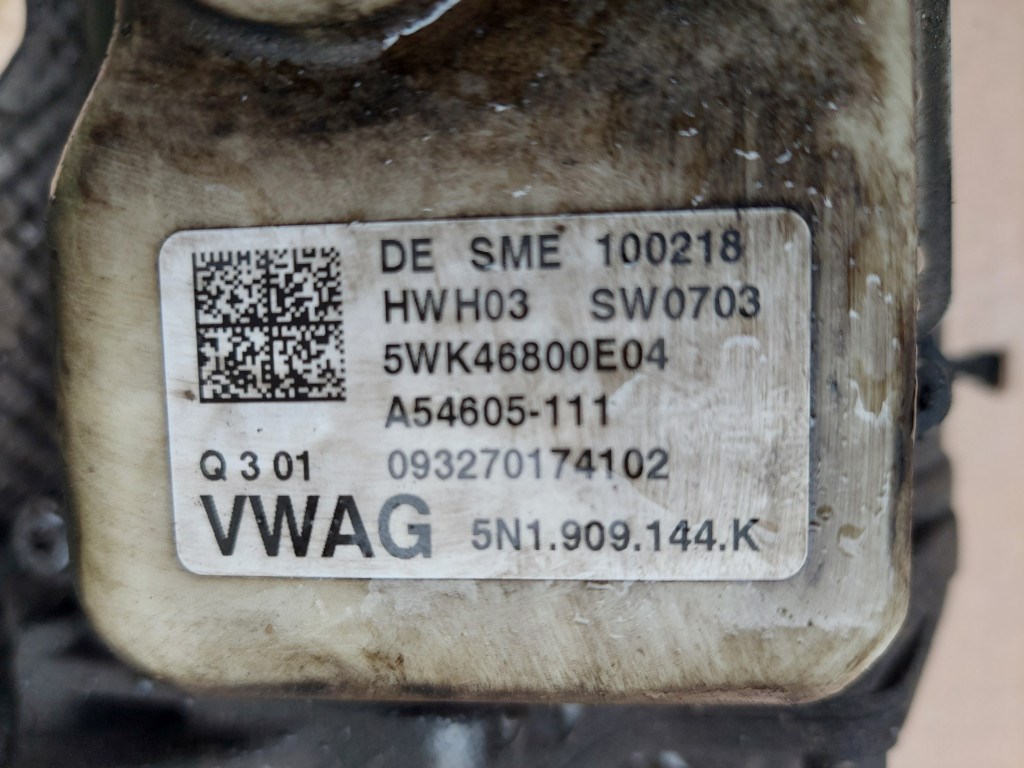 DE SME 100218
HWH03 SW0703
5WK46800E04
A54605-111
Q 3 01 093270174102
VWAG 5N1.909.144.K